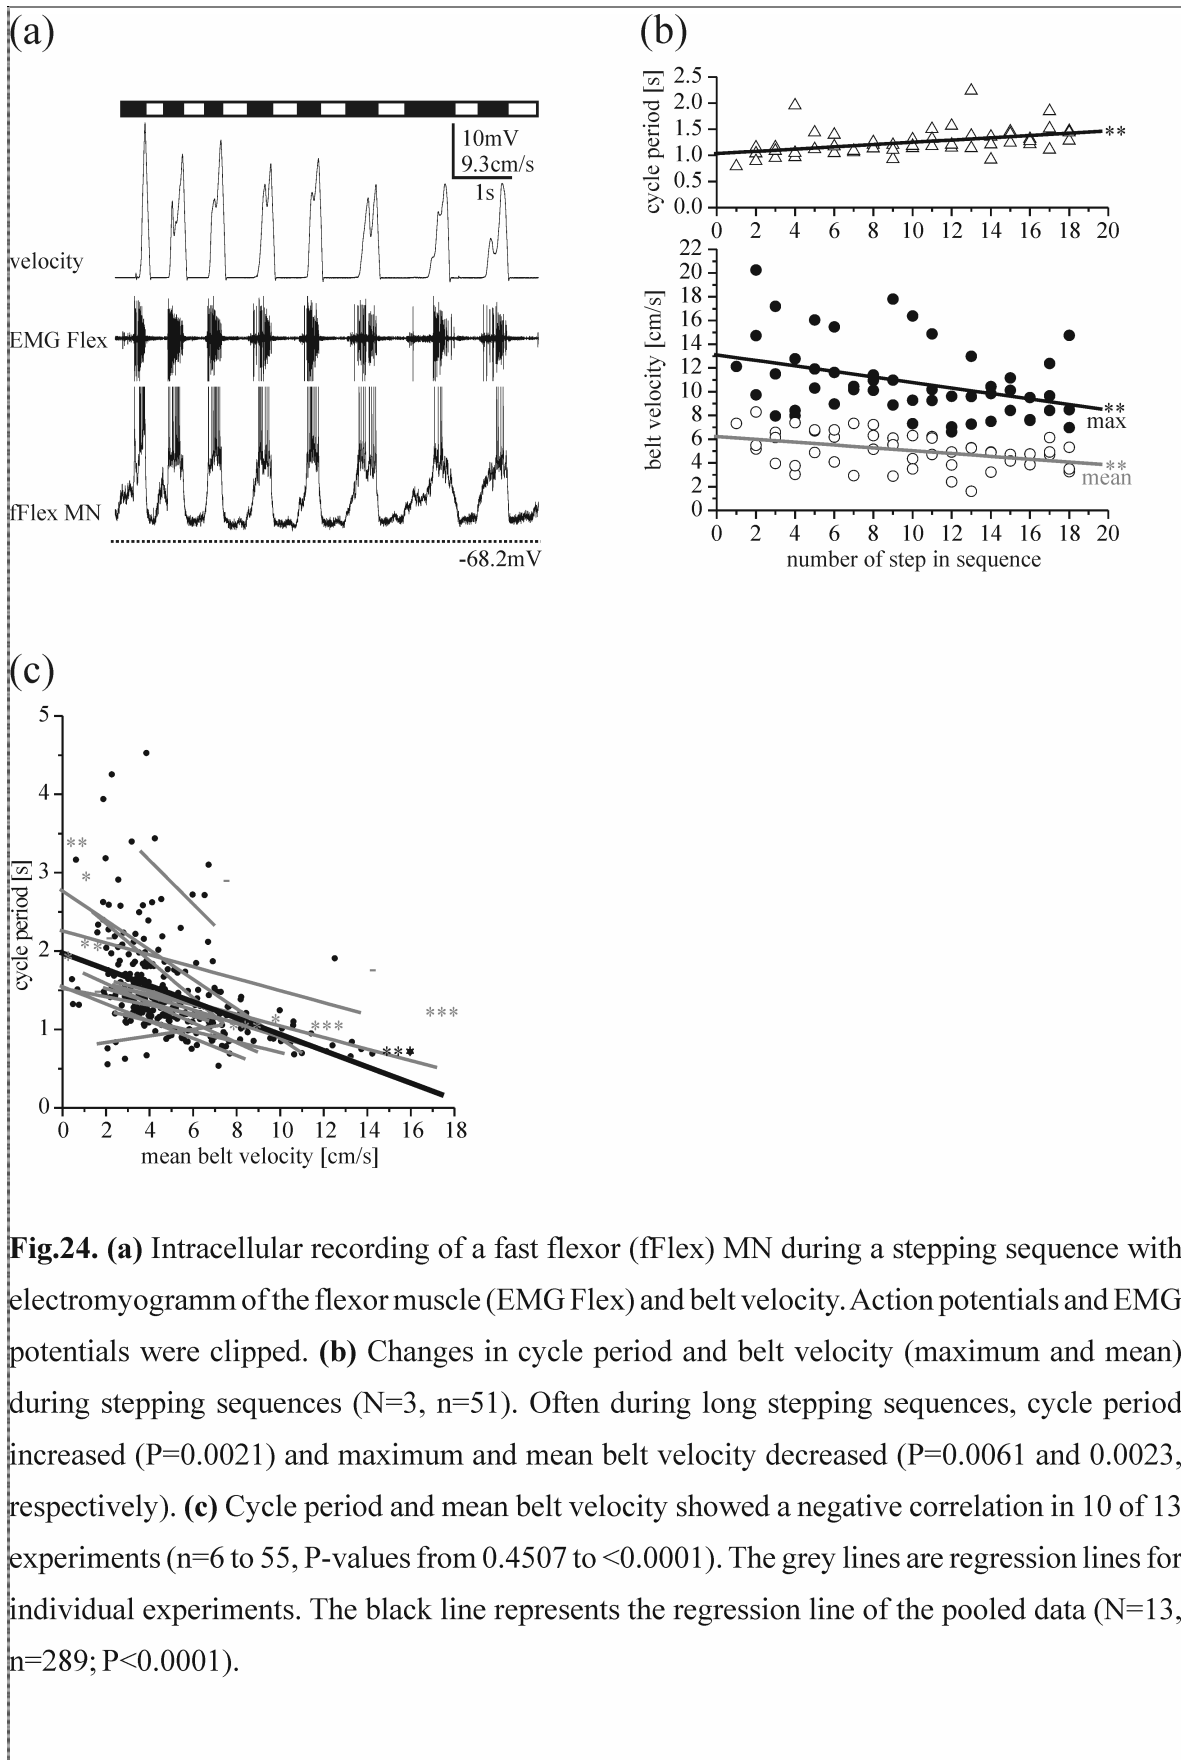 (a)
10mV
9.3cm/s
1s
velocity
EMG Flex
fFlex MN
-68.2mV
(b)
cycle period [s]
2.5
2.0
1.5
1.0
0.5
0.0
**
0 2 4 6 8 10 12 14 16 18 20
belt velocity [cm/s]
22
20
18
16
14
12
10
8
6
4
2
0
**
max
**
mean
0 2 4 6 8 10 12 14 16 18 20
number of step in sequence
(c)
cycle period [s]
5
4
3
2
1
0
**
*
-
**
*
-
***
* *
***
***
0 2 4 6 8 10 12 14 16 18
mean belt velocity [cm/s]
Fig.24. (a) Intracellular recording of a fast flexor (fFlex) MN during a stepping sequence with
electromyogramm of the flexor muscle (EMG Flex) and belt velocity. Action potentials and EMG
potentials were clipped. (b) Changes in cycle period and belt velocity (maximum and mean)
during stepping sequences (N=3, n=51). Often during long stepping sequences, cycle period
increased (P=0.0021) and maximum and mean belt velocity decreased (P=0.0061 and 0.0023,
respectively). (c) Cycle period and mean belt velocity showed a negative correlation in 10 of 13
experiments (n=6 to 55, P-values from 0.4507 to <0.0001). The grey lines are regression lines for
individual experiments. The black line represents the regression line of the pooled data (N=13,
n=289; P<0.0001).